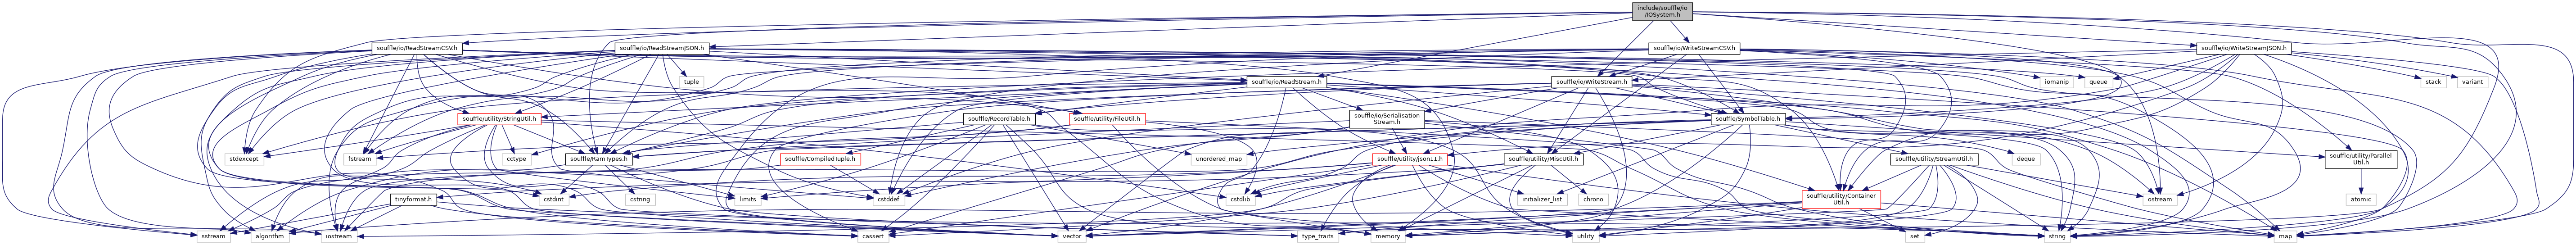 include/souffle/io
/IOSystem.h
souffle/io/ReadStreamCSV.h
souffle/io/ReadStreamJSON.h
souffle/io/WriteStreamCSV.h
souffle/io/WriteStreamJSON.h
tuple
souffle/io/ReadStream.h
souffle/io/WriteStream.h
iomanip
queue
stack
variant
souffle/utility/StringUtil.h
souffle/utility/FileUtil.h
souffle/RecordTable.h
souffle/io/Serialisation
Stream.h
souffle/SymbolTable.h
stdexcept
fstream
cctype
souffle/RamTypes.h
souffle/CompiledTuple.h
unordered_map
souffle/utility/json11.h
souffle/utility/MiscUtil.h
souffle/utility/StreamUtil.h
deque
souffle/utility/Parallel
Util.h
tinyformat.h
cstdint
cstring
limits
cstddef
cstdlib
initializer_list
chrono
souffle/utility/Container
Util.h
ostream
atomic
sstream
algorithm
iostream
vector
type_traits
memory
cassert
utility
set
string
map